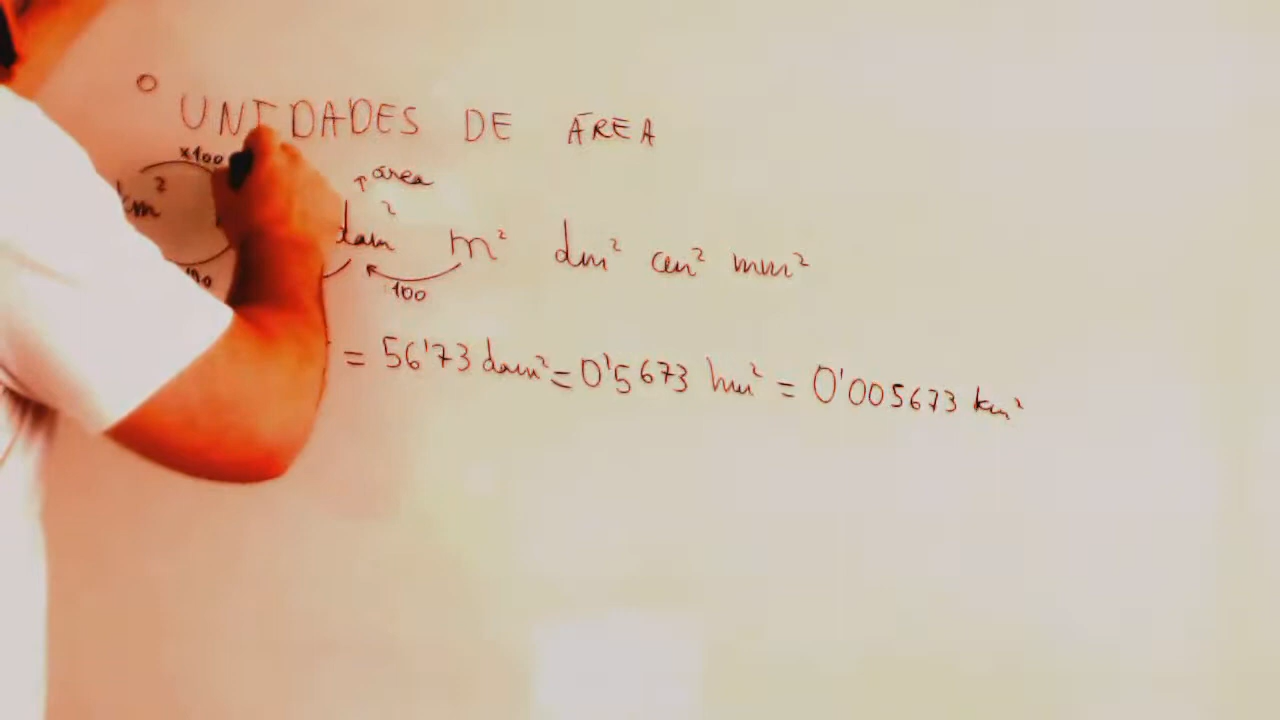 UNIDADES DE ÁREA
x100 área
km² dam² m² dm² cm² mm²
100
= 56'73 dam² = 0'5673 hm² = 0'005673 km²